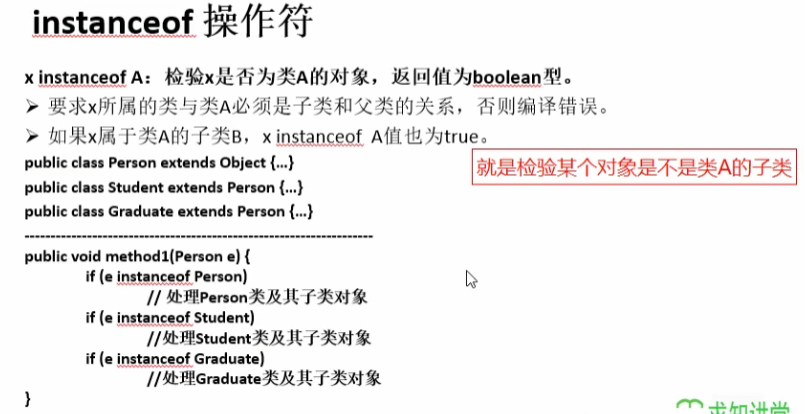 instanceof 操作符
x instanceof A：检验x是否为类A的对象，返回值为boolean型。
➢ 要求x所属的类与类A必须是子类和父类的关系，否则编译错误。
➢ 如果x属于类A的子类B，x instanceof A值也为true。
public class Person extends Object {...}
就是检验某个对象是不是类A的子类
public class Student extends Person {...}
public class Graduate extends Person {...}
-------------------------------------------------------------------
public void method1(Person e) {
if (e instanceof Person)
// 处理Person类及其子类对象
if (e instanceof Student)
//处理Student类及其子类对象
if (e instanceof Graduate)
//处理Graduate类及其子类对象
}
求知讲堂